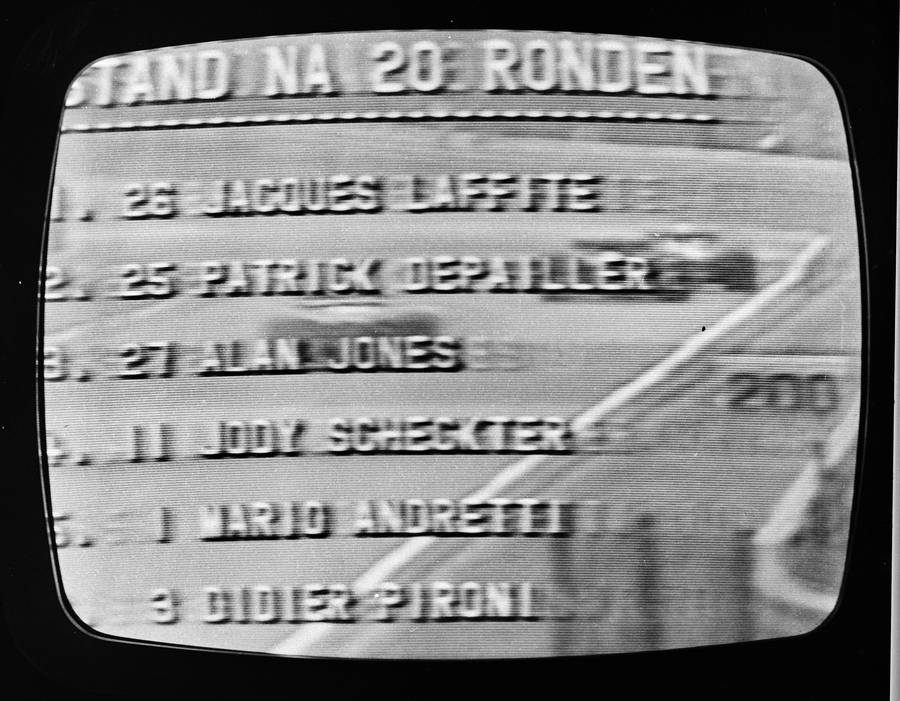 STAND NA 20 RONDEN
1. 26 JACQUES LAFFITE
2. 25 PATRICK DEPAILLER
3. 27 ALAN JONES
4. 11 JODY SCHECKTER
200
5. 1 MARIO ANDRETTI
3 DIDIER PIRONI